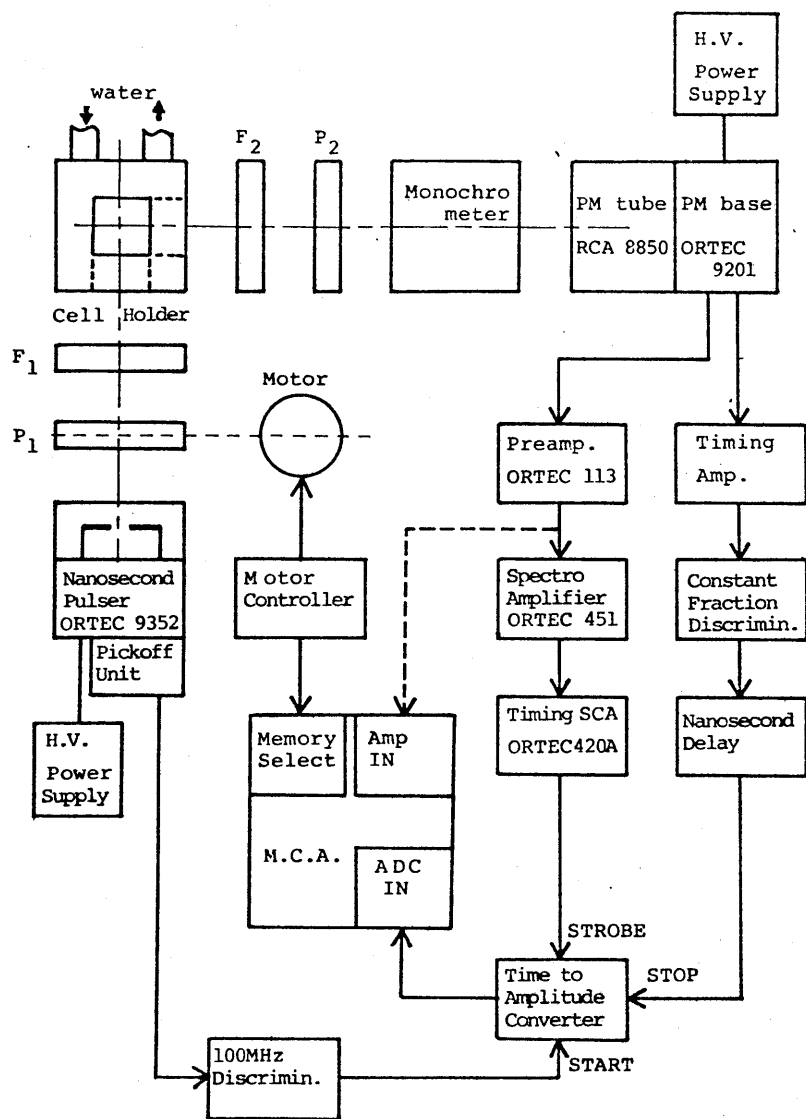 H.V.
Power
Supply
water
F2
P2
Monochro
meter
PM tube
RCA 8850
PM base
ORTEC
9201
Cell Holder
F1
Motor
P1
Preamp.
ORTEC 113
Timing
Amp.
Nanosecond
Pulser
ORTEC 9352
Pickoff
Unit
Motor
Controller
Spectro
Amplifier
ORTEC 451
Constant
Fraction
Discrimin.
H.V.
Power
Supply
Memory
Select
Amp
IN
Timing SCA
ORTEC420A
Nanosecond
Delay
M.C.A.
ADC
IN
STROBE
Time to
Amplitude
Converter
STOP
START
100MHz
Discrimin.